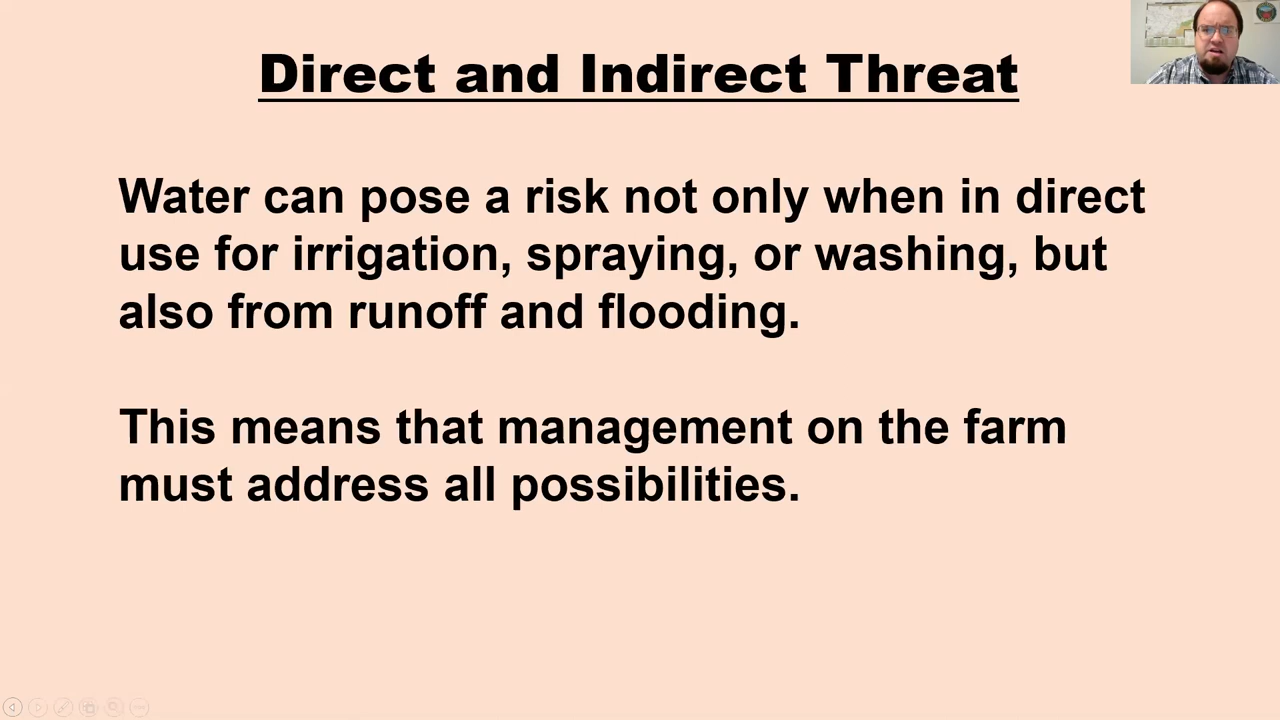 Direct and Indirect Threat
Water can pose a risk not only when in direct
use for irrigation, spraying, or washing, but
also from runoff and flooding.
This means that management on the farm
must address all possibilities.